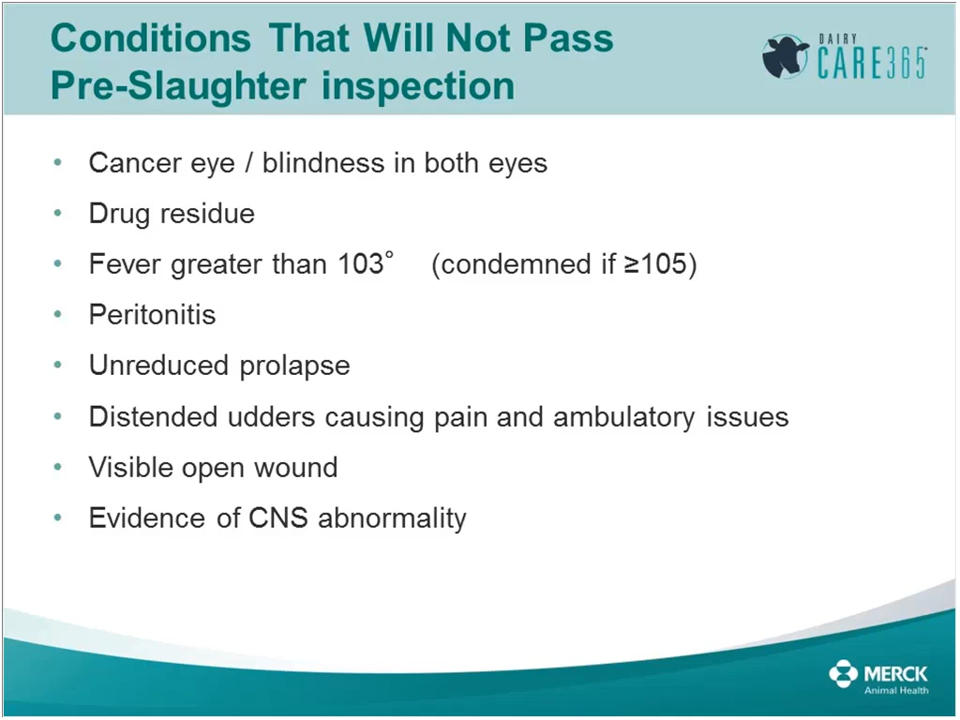 Conditions That Will Not Pass
Pre-Slaughter inspection
DAIRY
CARE365
• Cancer eye / blindness in both eyes
• Drug residue
• Fever greater than 103° (condemned if ≥105)
• Peritonitis
• Unreduced prolapse
• Distended udders causing pain and ambulatory issues
• Visible open wound
• Evidence of CNS abnormality
MERCK
Animal Health